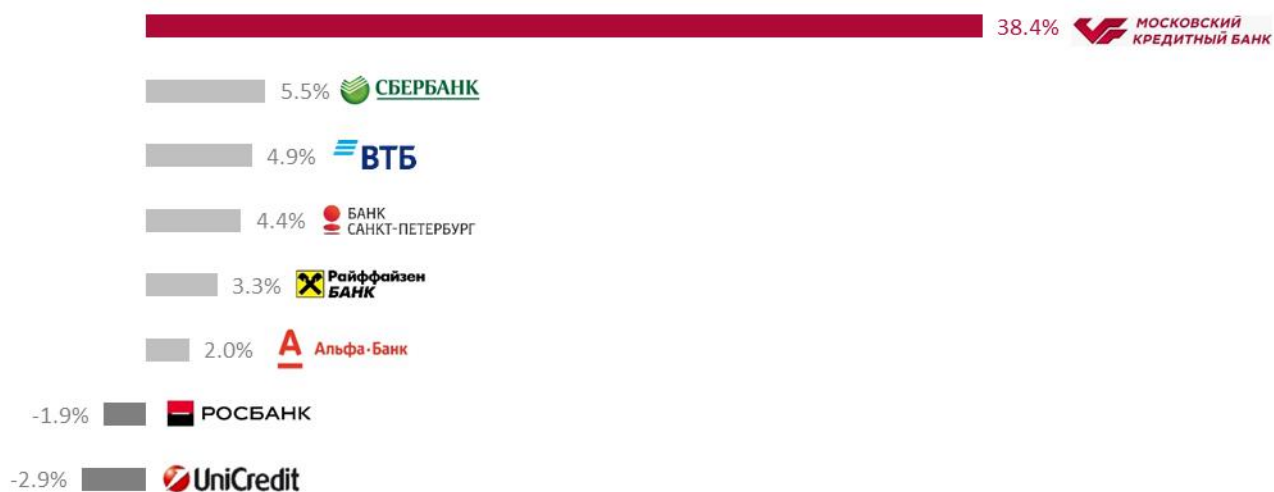 38.4% МОСКОВСКИЙ
КРЕДИТНЫЙ БАНК
5.5% СБЕРБАНК
4.9% ВТБ
4.4% БАНК
САНКТ-ПЕТЕРБУРГ
3.3% Райффайзен
БАНК
2.0% Альфа·Банк
-1.9% РОСБАНК
-2.9% UniCredit